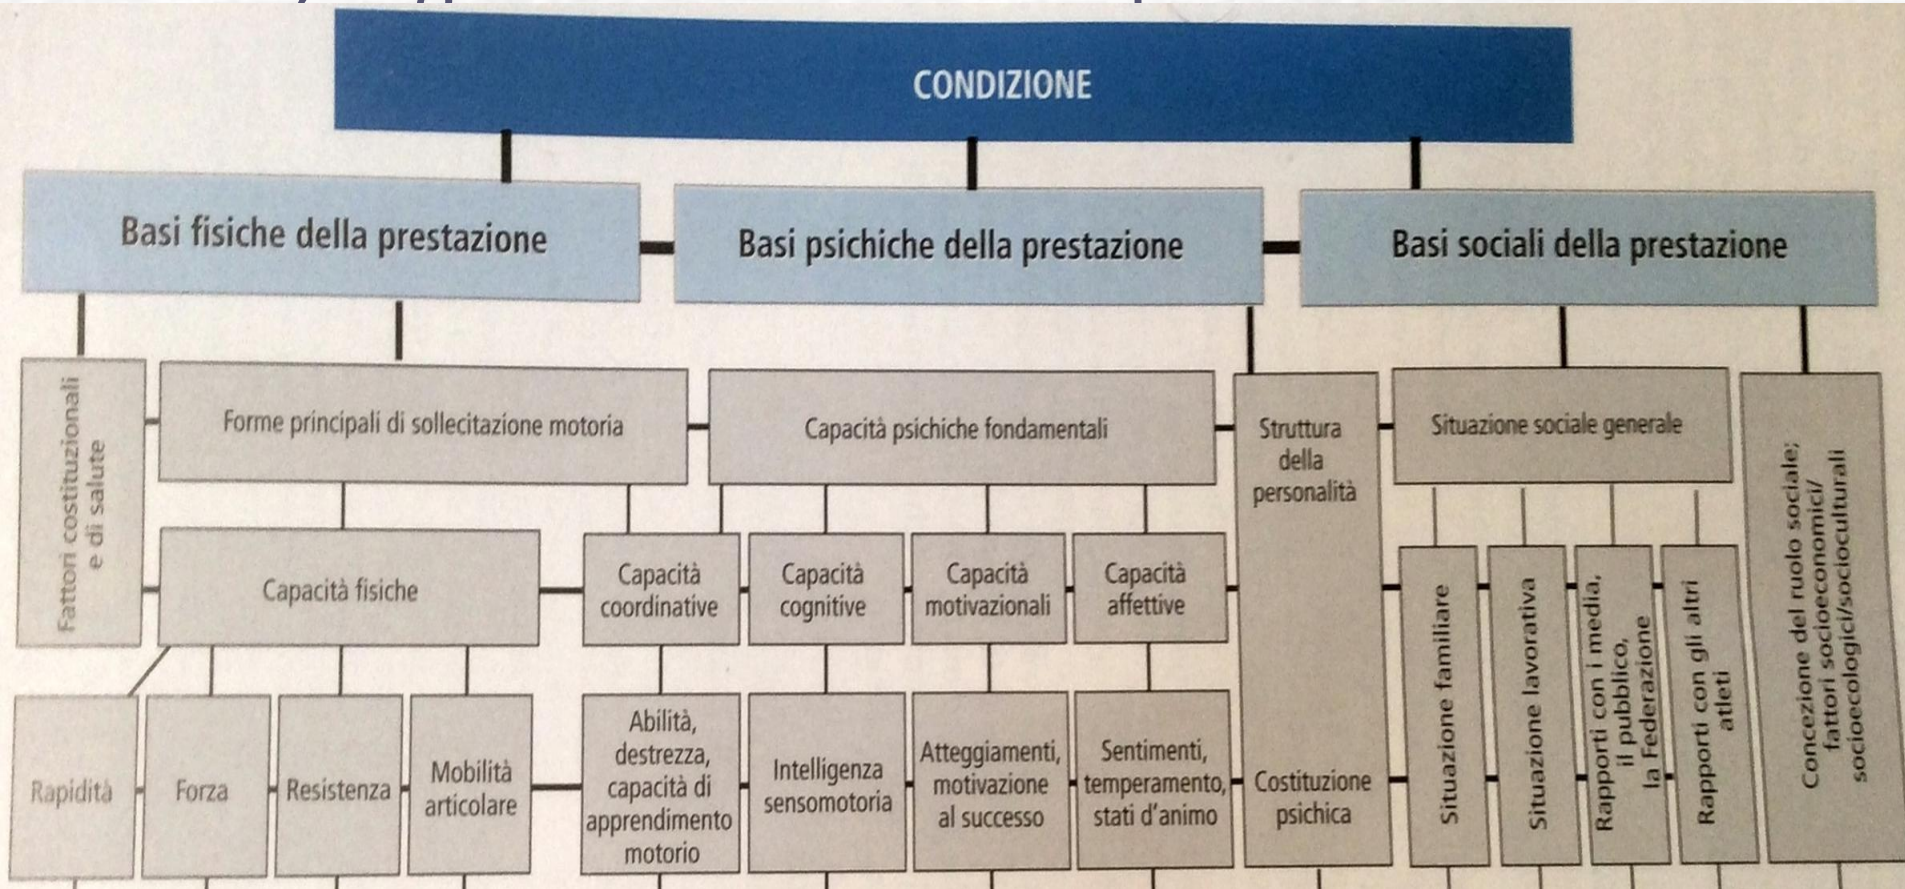 CONDIZIONE
Basi fisiche della prestazione
Basi psichiche della prestazione
Basi sociali della prestazione
Fattori costituzionali
e di salute
Forme principali di sollecitazione motoria
Capacità psichiche fondamentali
Struttura
della
personalità
Situazione sociale generale
Concezione del ruolo sociale;
fattori socioeconomici/
socioecologici/socioculturali
Capacità fisiche
Capacità
coordinative
Capacità
cognitive
Capacità
motivazionali
Capacità
affettive
Situazione familiare
Situazione lavorativa
Rapporti con i media,
il pubblico,
la Federazione
Rapporti con gli altri
atleti
Rapidità
Forza
Resistenza
Mobilità
articolare
Abilità,
destrezza,
capacità di
apprendimento
motorio
Intelligenza
sensomotoria
Atteggiamenti,
motivazione
al successo
Sentimenti,
temperamento,
stati d'animo
Costituzione
psichica